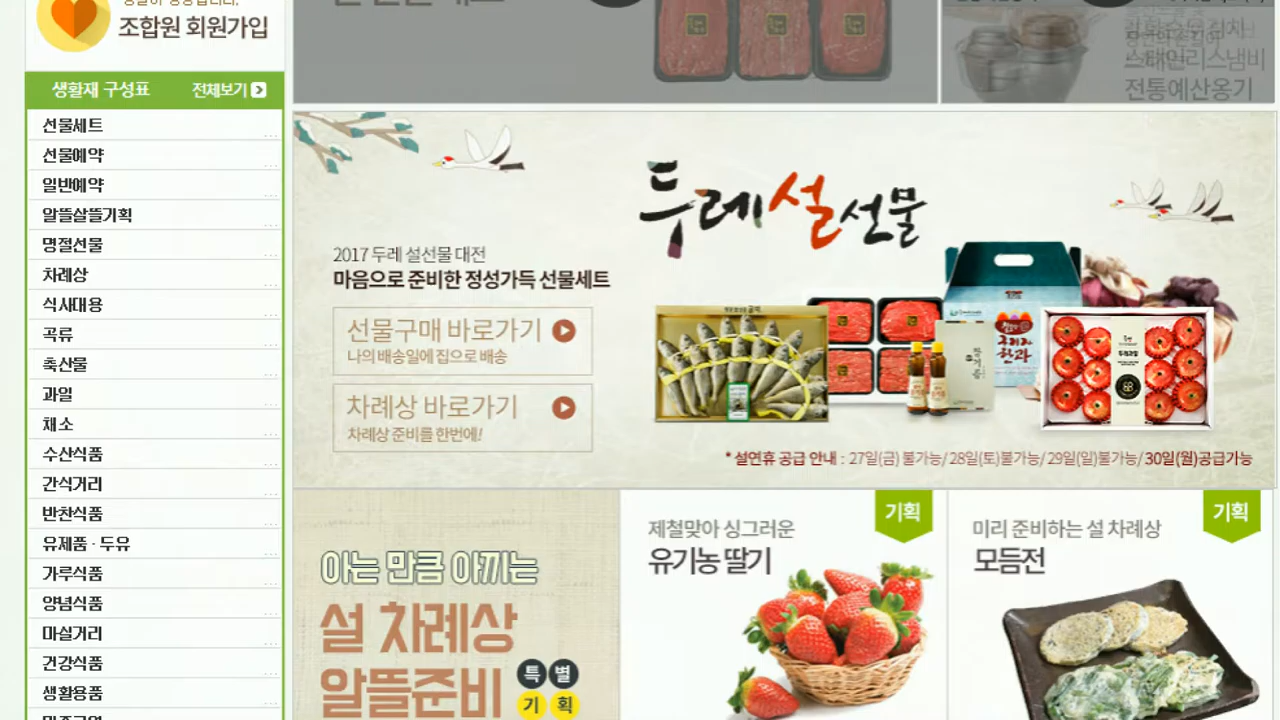 조합원 회원가입
생활재 구성표 전체보기
선물세트
선물예약
일반예약
알뜰살뜰기획
명절선물
차례상
식사대용
곡류
축산물
과일
채소
수산식품
간식거리
반찬식품
유제품 · 두유
가루식품
양념식품
마실거리
건강식품
생활용품
스테인리스냄비
전통예산옹기
두레설선물
2017 두레 설선물 대전
마음으로 준비한 정성가득 선물세트
선물구매 바로가기
나의 배송일에 집으로 배송
차례상 바로가기
차례상 준비를 한번에!
* 설연휴 공급 안내 : 27일(금) 불가능/ 28일(토)불가능/ 29일(일)불가능/ 30일(월)공급가능
아는 만큼 아끼는
설 차례상
알뜰준비
특별
기획
기획
제철맞아 싱그러운
유기농 딸기
기획
미리 준비하는 설 차례상
모듬전